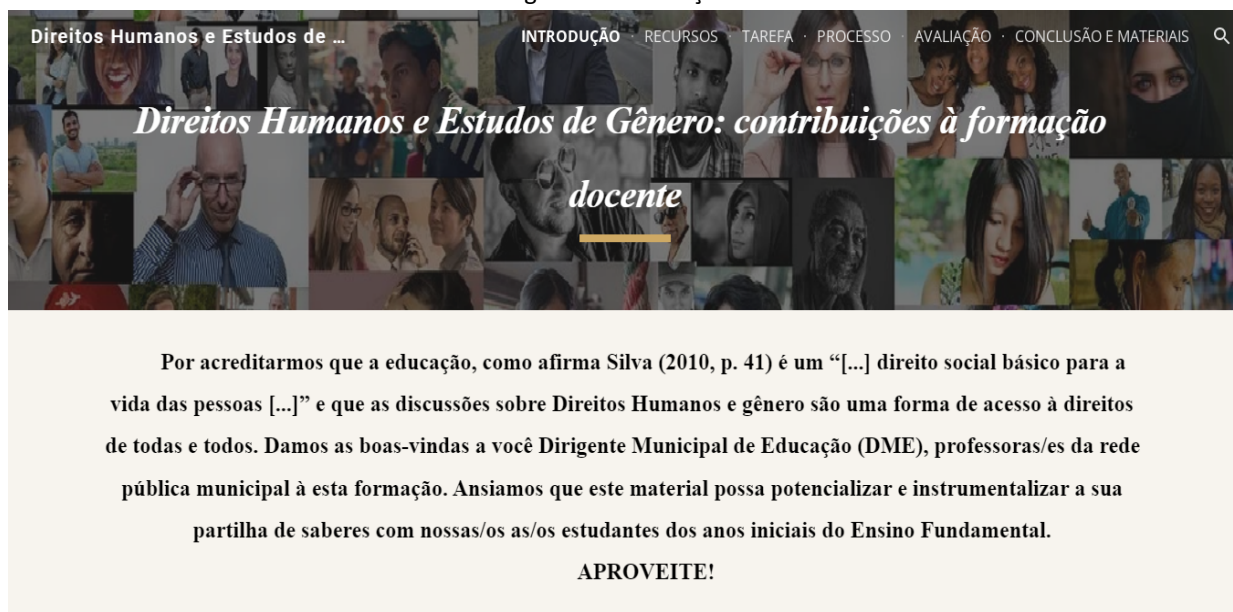 Direitos Humanos e Estudos de ...
INTRODUÇÃO · RECURSOS · TAREFA · PROCESSO · AVALIAÇÃO · CONCLUSÃO E MATERIAIS
Direitos Humanos e Estudos de Gênero: contribuições à formação
docente
Por acreditarmos que a educação, como afirma Silva (2010, p. 41) é um “[...] direito social básico para a
vida das pessoas [...]” e que as discussões sobre Direitos Humanos e gênero são uma forma de acesso à direitos
de todas e todos. Damos as boas-vindas a você Dirigente Municipal de Educação (DME), professoras/es da rede
pública municipal à esta formação. Ansiamos que este material possa potencializar e instrumentalizar a sua
partilha de saberes com nossas/os as/os estudantes dos anos iniciais do Ensino Fundamental.
APROVEITE!